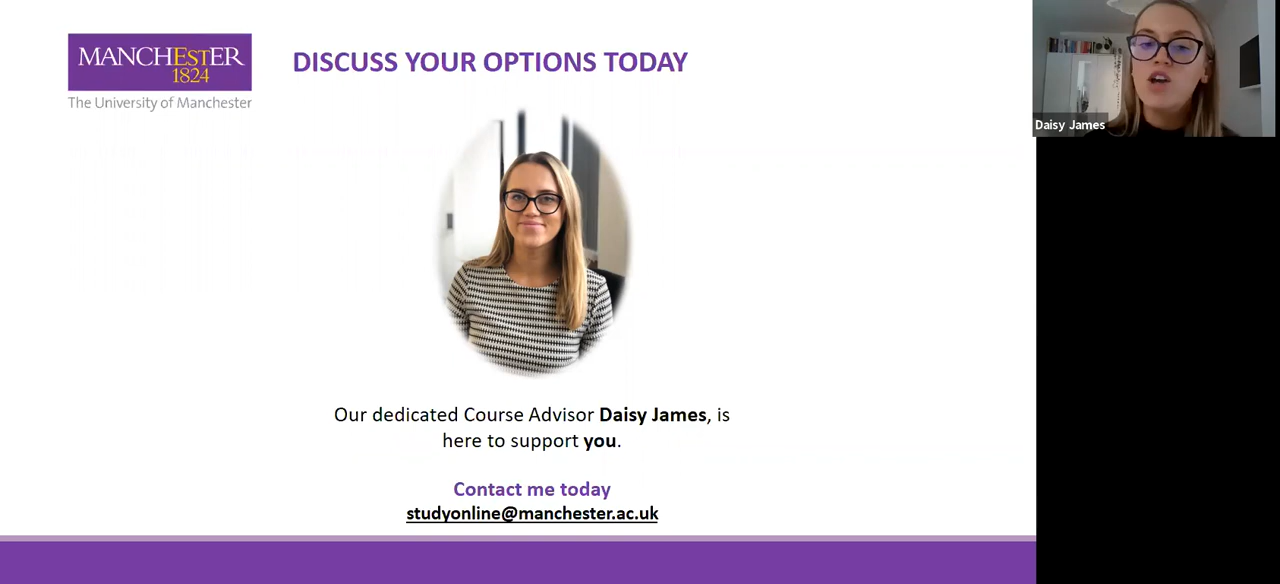 MANCHEStER
1824
The University of Manchester
DISCUSS YOUR OPTIONS TODAY
Daisy James
Our dedicated Course Advisor Daisy James, is
here to support you.
Contact me today
studyonline@manchester.ac.uk